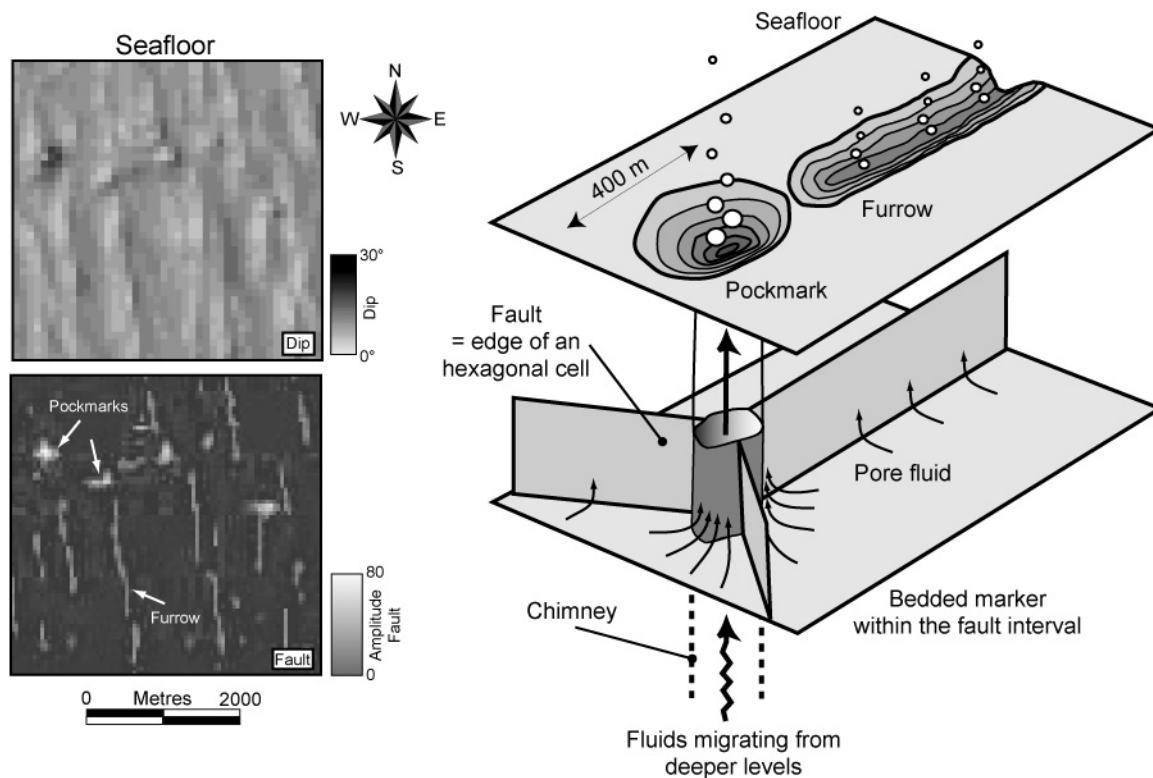 Seafloor
N
W
E
S
30°
Dip
0°
Dip
Pockmarks
Furrow
80
Amplitude
Fault
0
Fault
0 Metres 2000
Seafloor
400 m
Furrow
Pockmark
Fault
= edge of an
hexagonal cell
Pore fluid
Chimney
Bedded marker
within the fault interval
Fluids migrating from
deeper levels